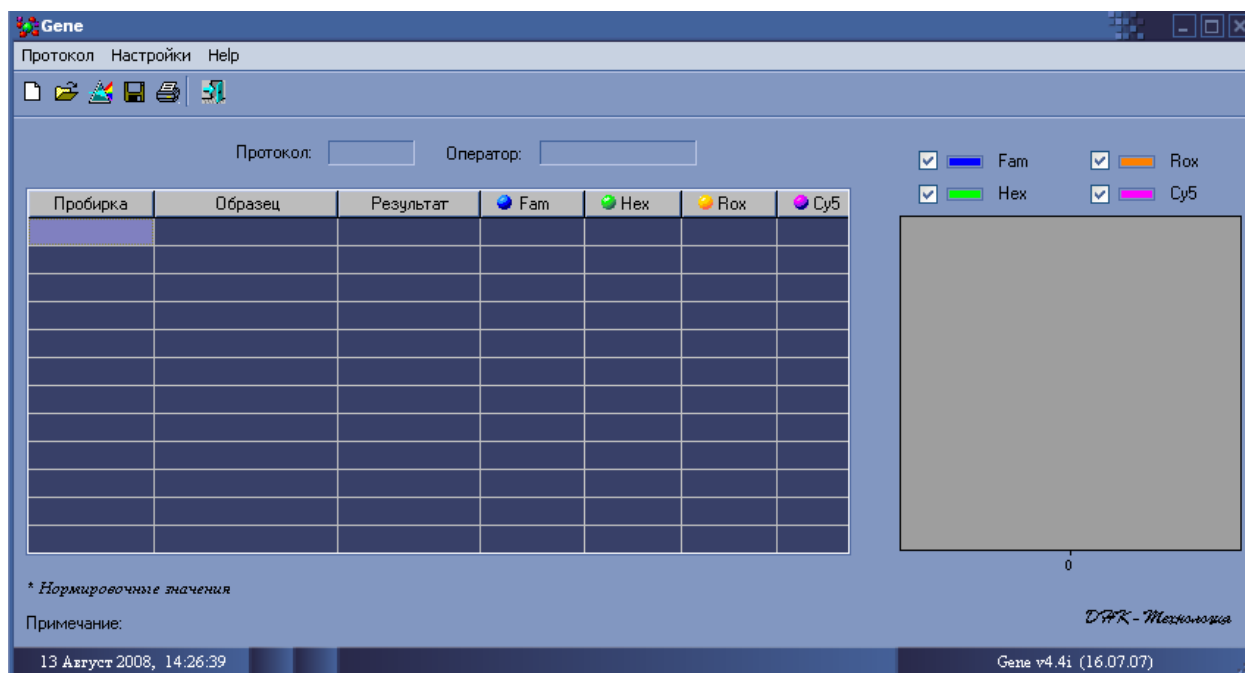 Gene
Протокол Настройки Help
Протокол: Оператор:
Fam Rox
Hex Cy5
Пробирка Образец Результат Fam Hex Rox Cy5
0
* Нормировочные значения
Примечание:
ДНК - Технология
13 Август 2008, 14:26:39 Gene v4.4i (16.07.07)